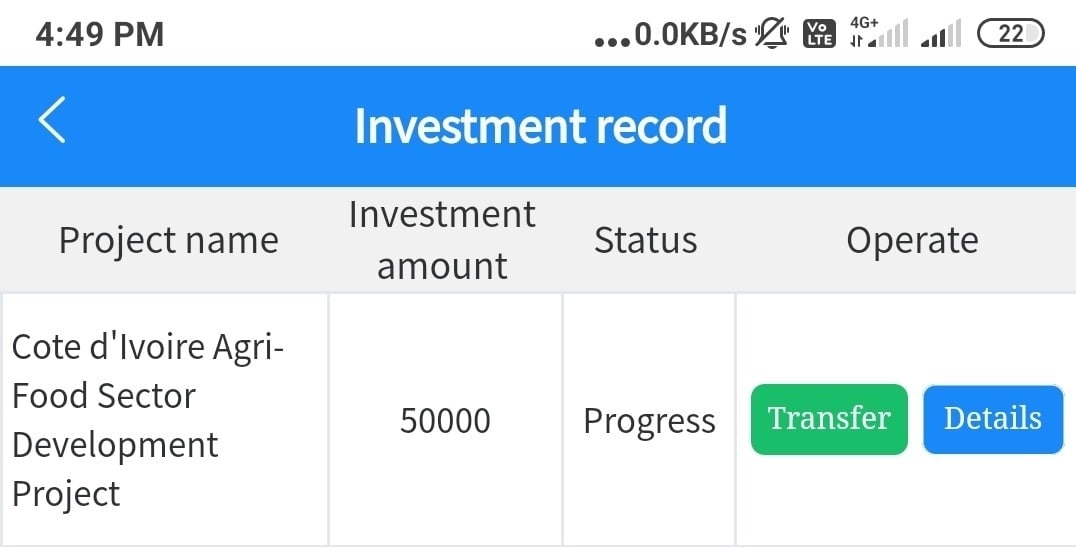 4:49 PM ...0.0KB/s Vo LTE 4G+ 22
Investment record
Project name Investment amount Status Operate
Cote d'Ivoire Agri-
Food Sector
Development
Project
50000 Progress Transfer Details